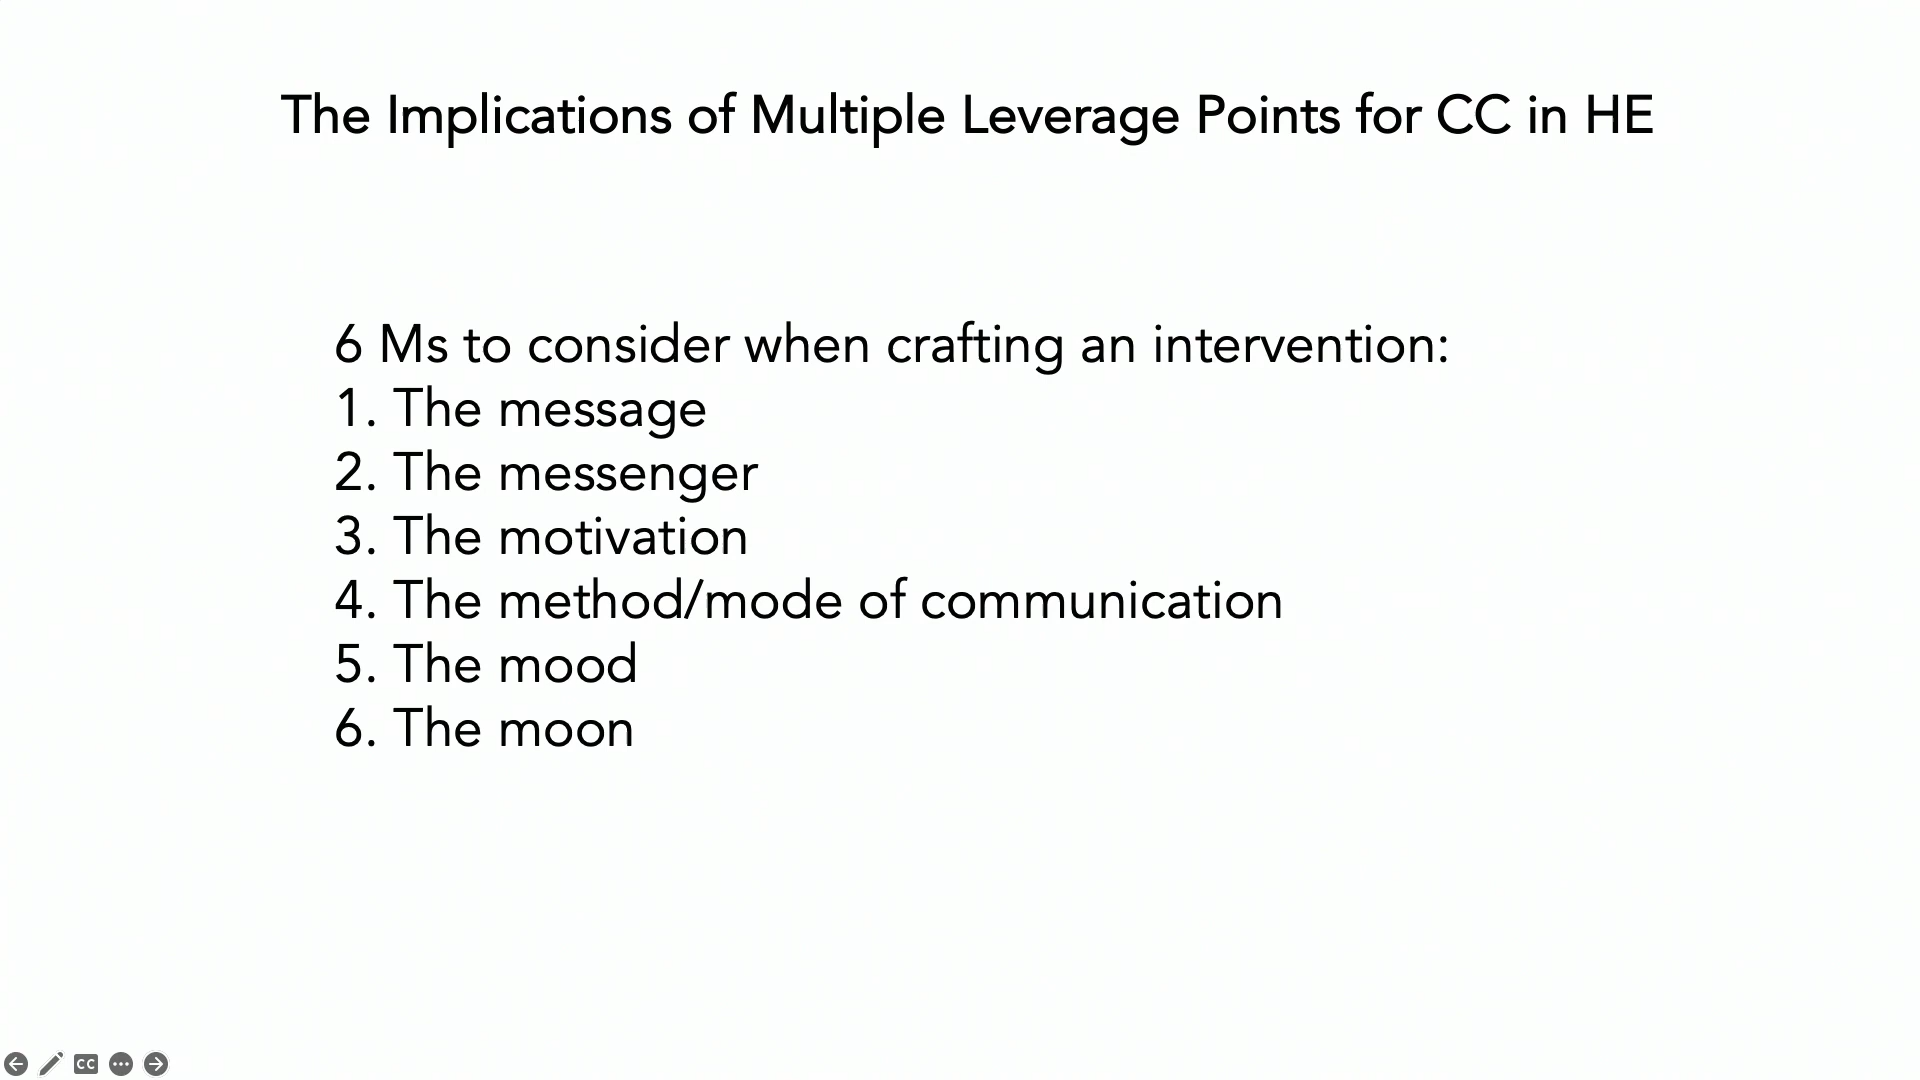 The Implications of Multiple Leverage Points for CC in HE
6 Ms to consider when crafting an intervention:
1. The message
2. The messenger
3. The motivation
4. The method/mode of communication
5. The mood
6. The moon
CC